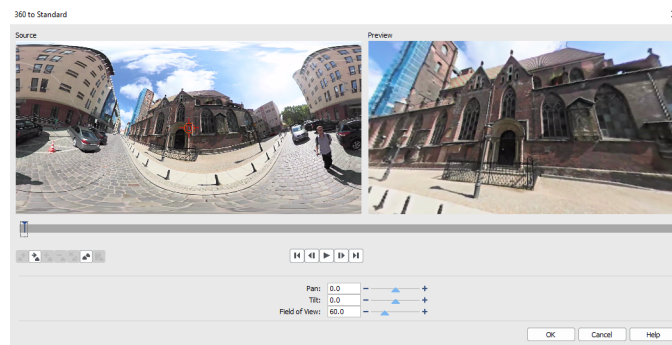 360 to Standard
Source
Preview
Pan: 0.0
Tilt: 0.0
Field of View: 60.0
OK
Cancel
Help